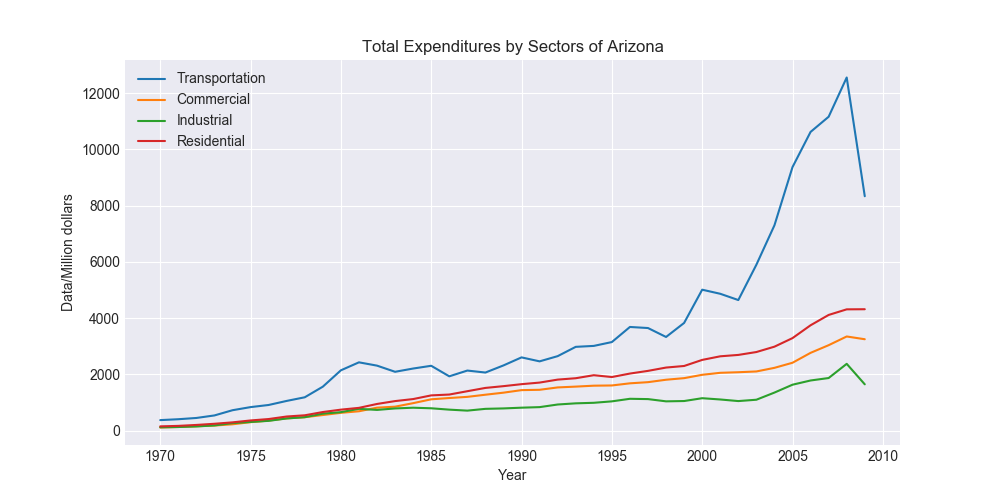 Total Expenditures by Sectors of Arizona
Transportation
Commercial
Industrial
Residential
12000
10000
8000
6000
4000
2000
0
Data/Million dollars
1970 1975 1980 1985 1990 1995 2000 2005 2010
Year